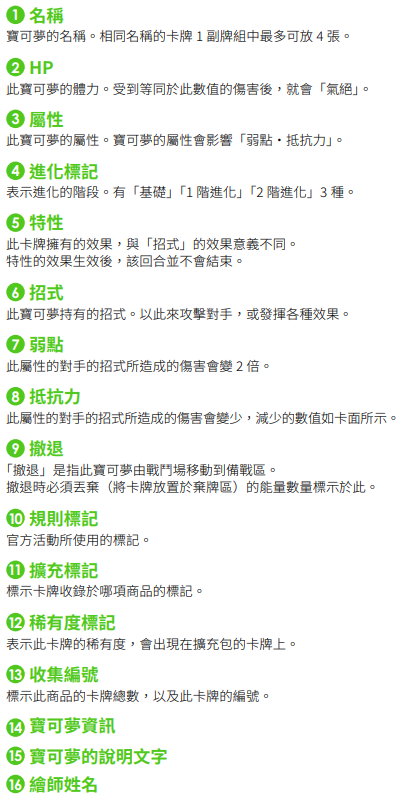 1 名稱
寶可夢的名稱。相同名稱的卡牌 1 副牌組中最多可放 4 張。
2 HP
此寶可夢的體力。受到等同於此數值的傷害後，就會「氣絕」。
3 屬性
此寶可夢的屬性。寶可夢的屬性會影響「弱點・抵抗力」。
4 進化標記
表示進化的階段。有「基礎」「1 階進化」「2 階進化」3 種。
5 特性
此卡牌擁有的效果，與「招式」的效果意義不同。
特性的效果生效後，該回合並不會結束。
6 招式
此寶可夢持有的招式。以此來攻擊對手，或發揮各種效果。
7 弱點
此屬性的對手的招式所造成的傷害會變 2 倍。
8 抵抗力
此屬性的對手的招式所造成的傷害會變少，減少的數值如卡面所示。
9 撤退
「撤退」是指此寶可夢由戰鬥場移動到備戰區。
撤退時必須丟棄（將卡牌放置於棄牌區）的能量數量標示於此。
10 規則標記
官方活動所使用的標記。
11 擴充標記
標示卡牌收錄於哪項商品的標記。
12 稀有度標記
表示此卡牌的稀有度，會出現在擴充包的卡牌上。
13 收集編號
標示此商品的卡牌總數，以及此卡牌的編號。
14 寶可夢資訊
15 寶可夢的說明文字
16 繪師姓名